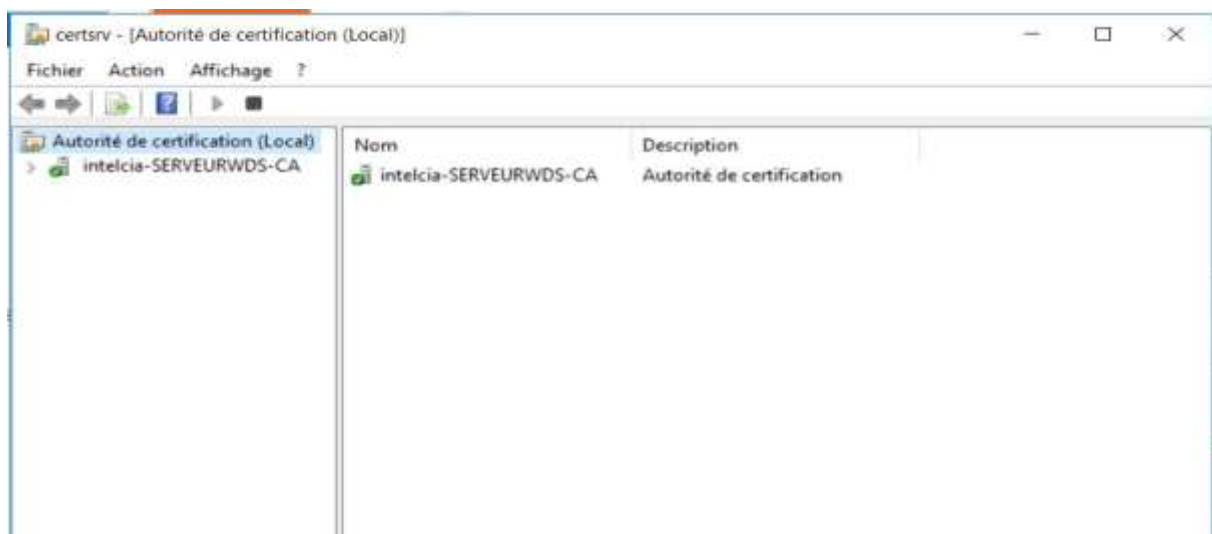 certsrv - [Autorité de certification (Local)]
Fichier Action Affichage ?
Autorité de certification (Local)
intelcia-SERVEURWDS-CA
Nom Description
intelcia-SERVEURWDS-CA Autorité de certification